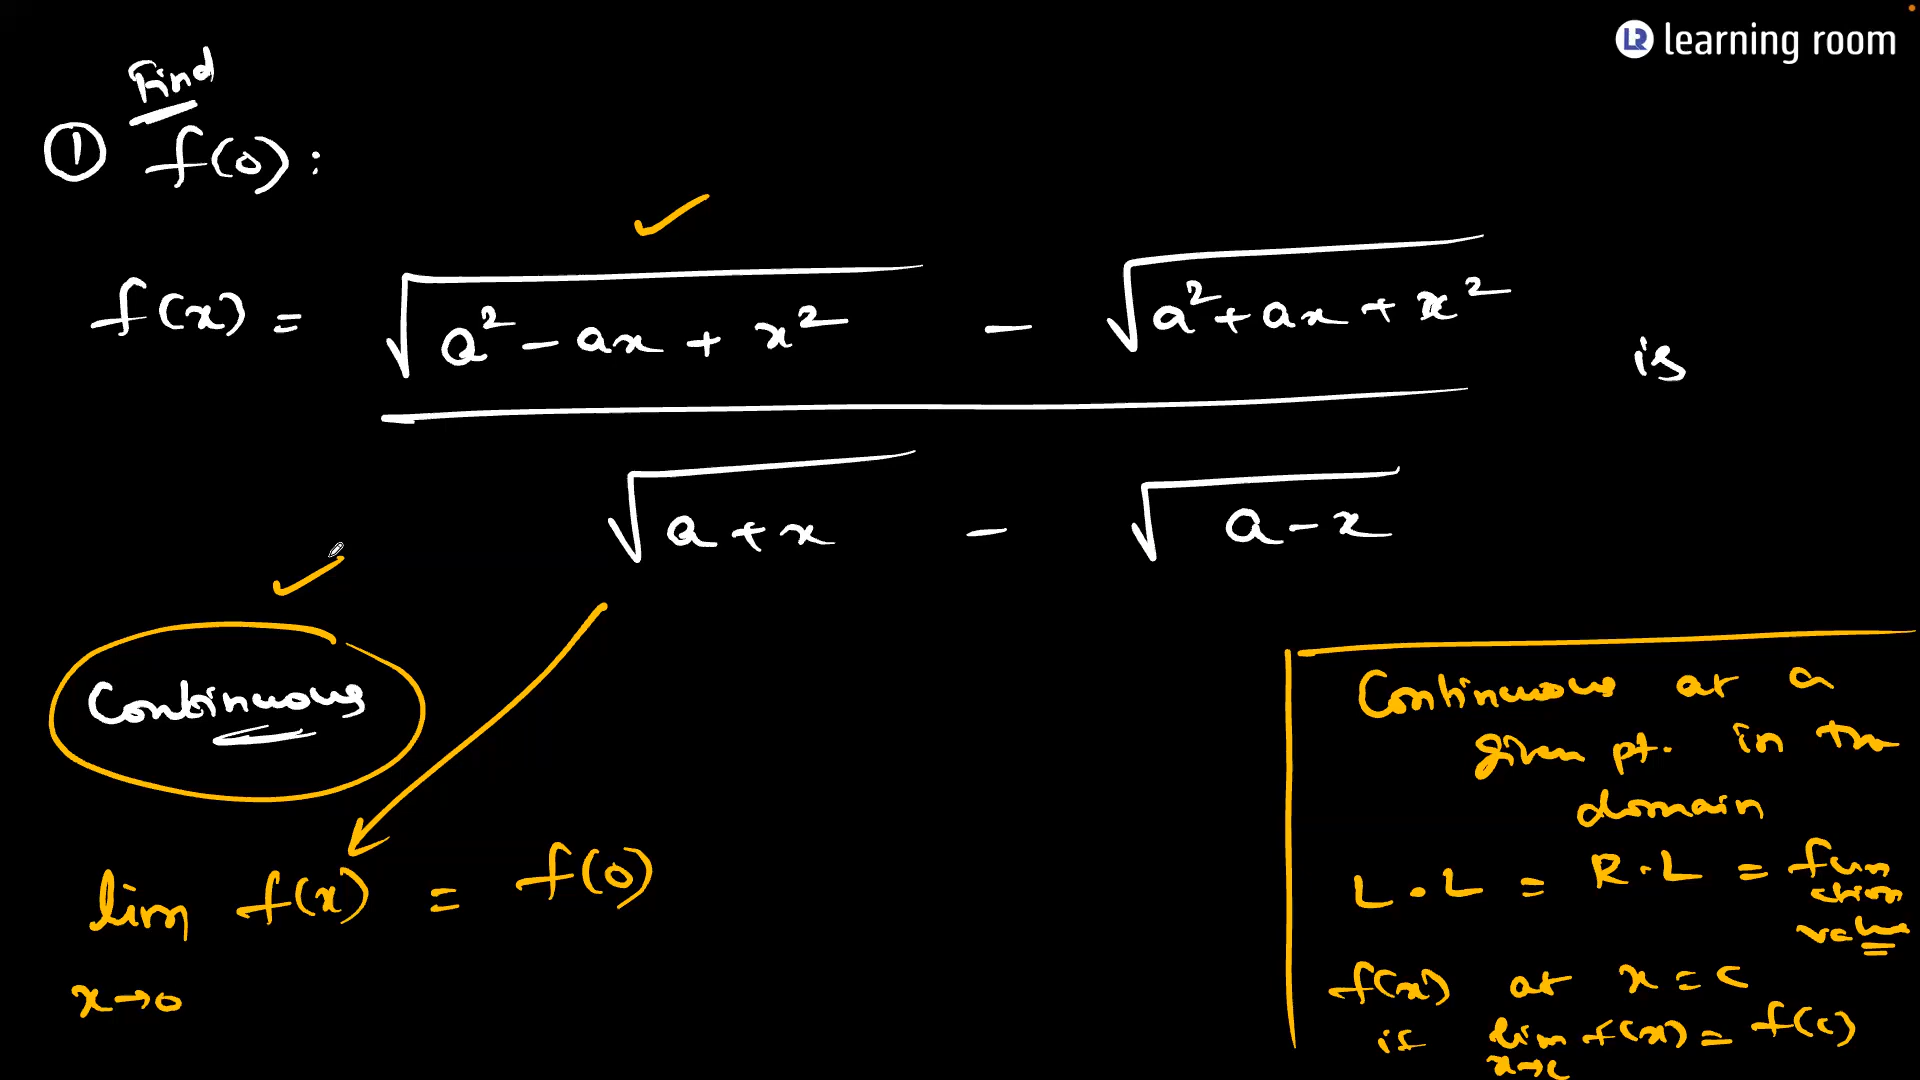 learning room
Find
① f(0):
f(x) = (√(a² - ax + x²) - √(a² + ax + x²)) / (√(a + x) - √(a - x)) is
Continuous
lim f(x) = f(0)
x→0
Continuous at a
given pt. in the
domain
L.L = R.L = function
value
f(x) at x = c
is lim f(x) = f(c)
x→c